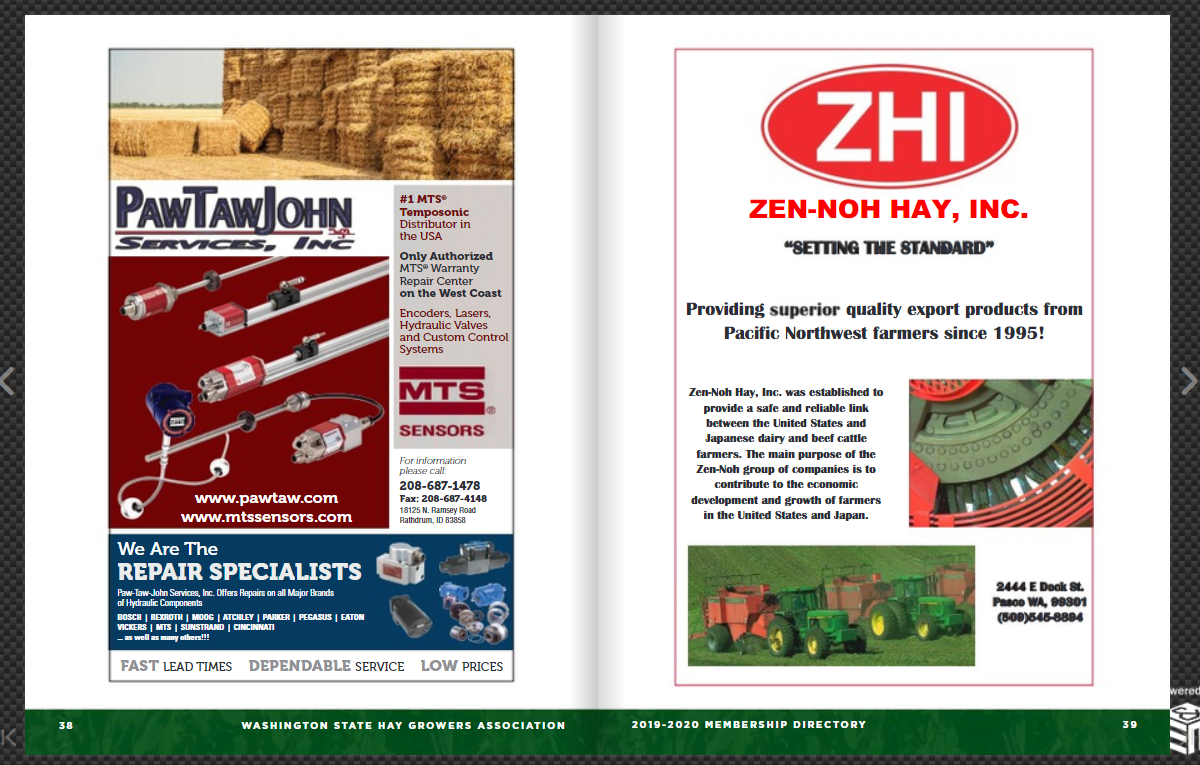 PAWTAWJOHN
SERVICES, INC
#1 MTS®
Temposonic
Distributor in
the USA
Only Authorized
MTS® Warranty
Repair Center
on the West Coast
Encoders, Lasers,
Hydraulic Valves
and Custom Control
Systems
MTS®
SENSORS
For information
please call:
208-687-1478
Fax: 208-687-4148
18125 N. Ramsey Road
Rathdrum, ID 83858
www.pawtaw.com
www.mtssensors.com
We Are The
REPAIR SPECIALISTS
Paw-Taw-John Services, Inc. Offers Repairs on all Major Brands
of Hydraulic Components
BOSCH | REXROTH | MOOG | ATCHLEY | PARKER | PEGASUS | EATON
VICKERS | MTS | SUNSTRAND | CINCINNATI
... as well as many others!!!
FAST LEAD TIMES DEPENDABLE SERVICE LOW PRICES
38 WASHINGTON STATE HAY GROWERS ASSOCIATION
ZHI
ZEN-NOH HAY, INC.
“SETTING THE STANDARD”
Providing superior quality export products from
Pacific Northwest farmers since 1995!
Zen-Noh Hay, Inc. was established to
provide a safe and reliable link
between the United States and
Japanese dairy and beef cattle
farmers. The main purpose of the
Zen-Noh group of companies is to
contribute to the economic
development and growth of farmers
in the United States and Japan.
2444 E Dock St.
Pasco WA, 99301
(509)545-8894
2019-2020 MEMBERSHIP DIRECTORY 39